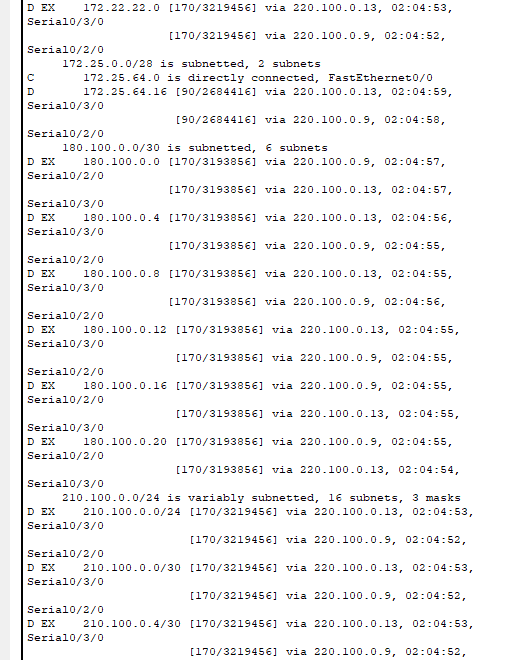 D EX    172.22.22.0 [170/3219456] via 220.100.0.13, 02:04:53,
Serial0/3/0
                    [170/3219456] via 220.100.0.9, 02:04:52,
Serial0/2/0
     172.25.0.0/28 is subnetted, 2 subnets
C       172.25.64.0 is directly connected, FastEthernet0/0
D       172.25.64.16 [90/2684416] via 220.100.0.13, 02:04:59,
Serial0/3/0
                     [90/2684416] via 220.100.0.9, 02:04:58,
Serial0/2/0
     180.100.0.0/30 is subnetted, 6 subnets
D EX    180.100.0.0 [170/3193856] via 220.100.0.9, 02:04:57,
Serial0/2/0
                    [170/3193856] via 220.100.0.13, 02:04:57,
Serial0/3/0
D EX    180.100.0.4 [170/3193856] via 220.100.0.13, 02:04:56,
Serial0/3/0
                    [170/3193856] via 220.100.0.9, 02:04:55,
Serial0/2/0
D EX    180.100.0.8 [170/3193856] via 220.100.0.13, 02:04:55,
Serial0/3/0
                    [170/3193856] via 220.100.0.9, 02:04:56,
Serial0/2/0
D EX    180.100.0.12 [170/3193856] via 220.100.0.13, 02:04:55,
Serial0/3/0
                     [170/3193856] via 220.100.0.9, 02:04:55,
Serial0/2/0
D EX    180.100.0.16 [170/3193856] via 220.100.0.9, 02:04:55,
Serial0/2/0
                     [170/3193856] via 220.100.0.13, 02:04:55,
Serial0/3/0
D EX    180.100.0.20 [170/3193856] via 220.100.0.9, 02:04:55,
Serial0/2/0
                     [170/3193856] via 220.100.0.13, 02:04:54,
Serial0/3/0
     210.100.0.0/24 is variably subnetted, 16 subnets, 3 masks
D EX    210.100.0.0/24 [170/3219456] via 220.100.0.13, 02:04:53,
Serial0/3/0
                       [170/3219456] via 220.100.0.9, 02:04:52,
Serial0/2/0
D EX    210.100.0.0/30 [170/3219456] via 220.100.0.13, 02:04:53,
Serial0/3/0
                       [170/3219456] via 220.100.0.9, 02:04:52,
Serial0/2/0
D EX    210.100.0.4/30 [170/3219456] via 220.100.0.13, 02:04:53,
Serial0/3/0
                       [170/3219456] via 220.100.0.9, 02:04:52,